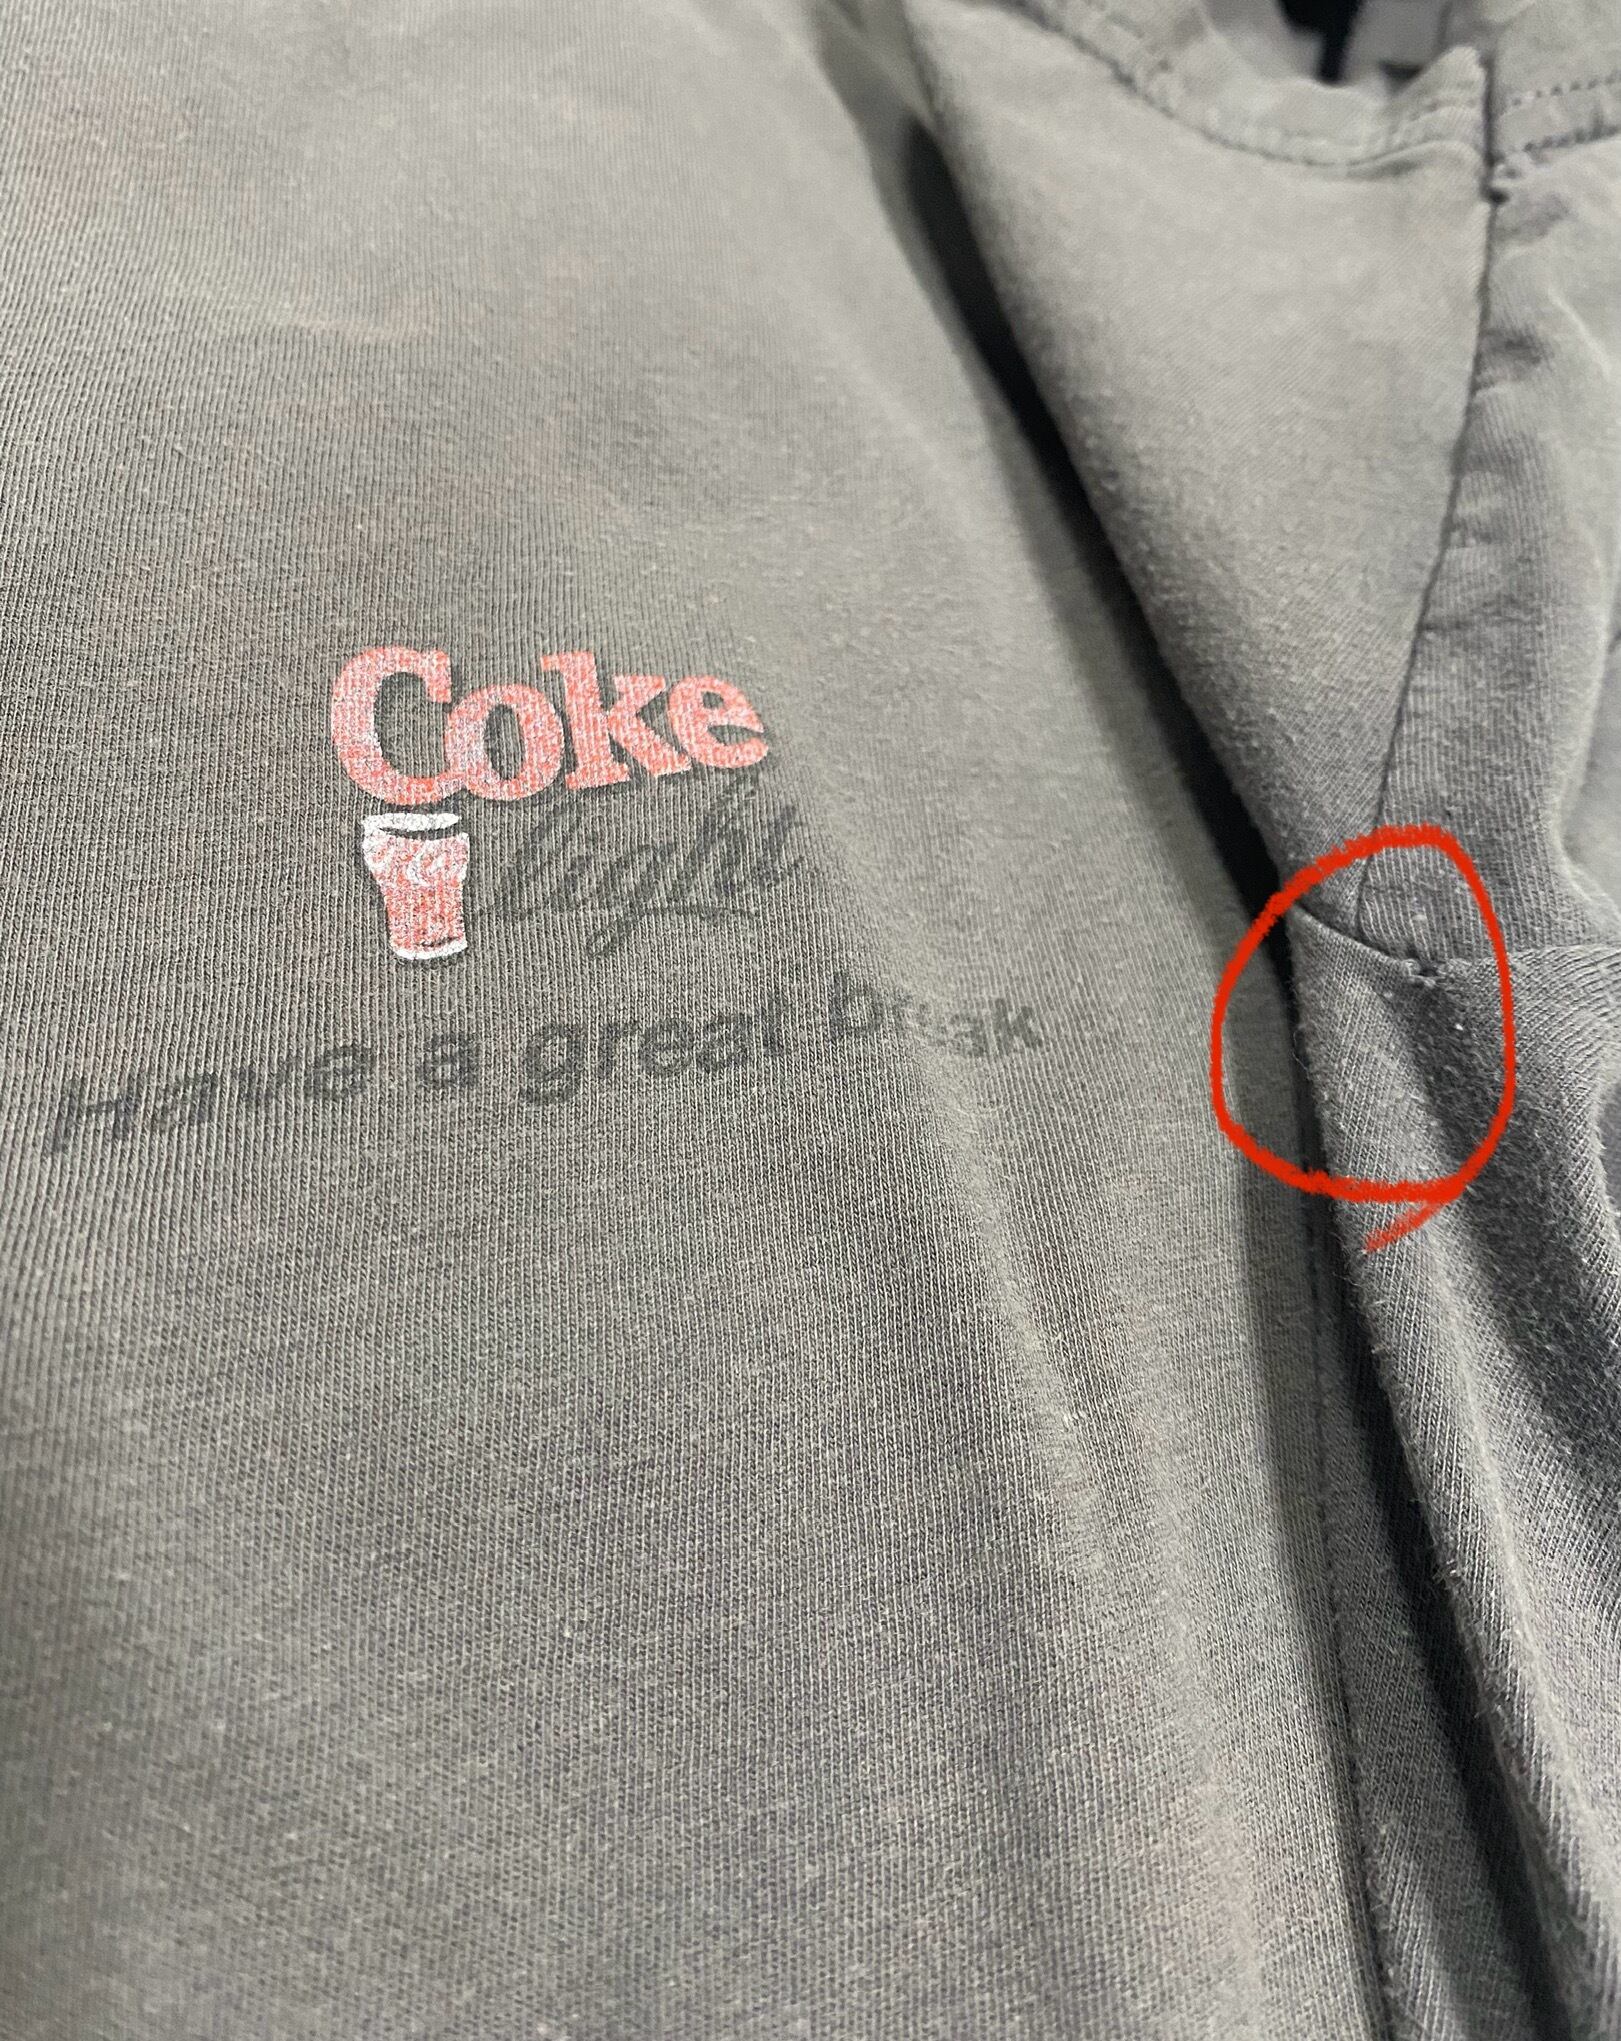 Coke
light
Have a great break